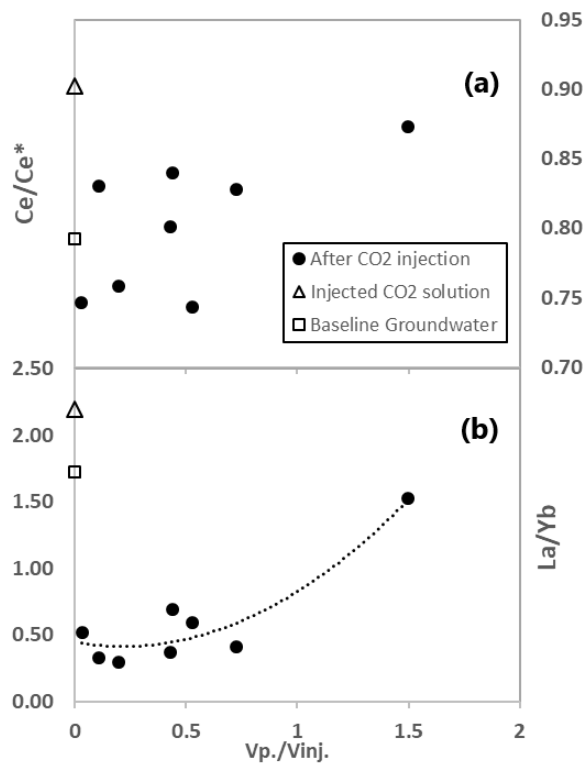 0.95
(a)
0.90
0.85
Ce/Ce*
0.80
After CO2 injection
Injected CO2 solution
0.75
Baseline Groundwater
2.50
0.70
2.00
(b)
1.50
La/Yb
1.00
0.50
0.00
0 0.5 1 1.5 2
Vp./Vinj.